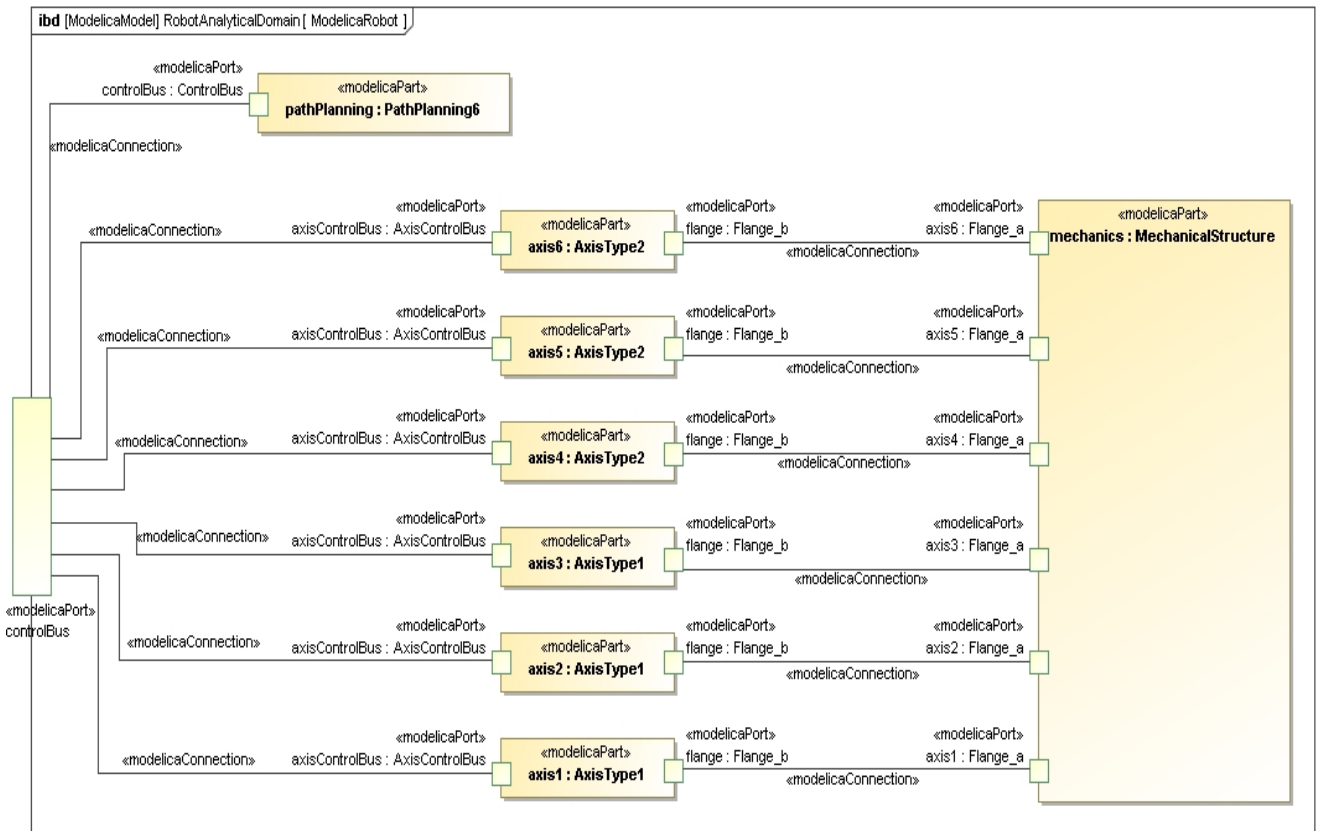 ibd [ModelicaModel] RobotAnalyticalDomain [ ModelicaRobot ]
«modelicaPort»
controlBus : ControlBus
«modelicaPart»
pathPlanning : PathPlanning6
«modelicaConnection»
«modelicaConnection»
«modelicaPort»
axisControlBus : AxisControlBus
«modelicaPart»
axis6 : AxisType2
«modelicaPort»
flange : Flange_b
«modelicaConnection»
«modelicaPort»
axis6 : Flange_a
«modelicaPart»
mechanics : MechanicalStructure
«modelicaConnection»
«modelicaPort»
axisControlBus : AxisControlBus
«modelicaPart»
axis5 : AxisType2
«modelicaPort»
flange : Flange_b
«modelicaConnection»
«modelicaPort»
axis5 : Flange_a
«modelicaConnection»
«modelicaPort»
axisControlBus : AxisControlBus
«modelicaPart»
axis4 : AxisType2
«modelicaPort»
flange : Flange_b
«modelicaConnection»
«modelicaPort»
axis4 : Flange_a
«modelicaConnection»
«modelicaPort»
axisControlBus : AxisControlBus
«modelicaPart»
axis3 : AxisType1
«modelicaPort»
flange : Flange_b
«modelicaConnection»
«modelicaPort»
axis3 : Flange_a
«modelicaPort»
controlBus
«modelicaConnection»
«modelicaPort»
axisControlBus : AxisControlBus
«modelicaPart»
axis2 : AxisType1
«modelicaPort»
flange : Flange_b
«modelicaConnection»
«modelicaPort»
axis2 : Flange_a
«modelicaConnection»
«modelicaPort»
axisControlBus : AxisControlBus
«modelicaPart»
axis1 : AxisType1
«modelicaPort»
flange : Flange_b
«modelicaConnection»
«modelicaPort»
axis1 : Flange_a